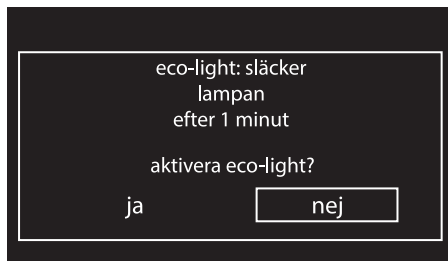 eco-light: släcker
lampan
efter 1 minut
aktivera eco-light?
ja nej